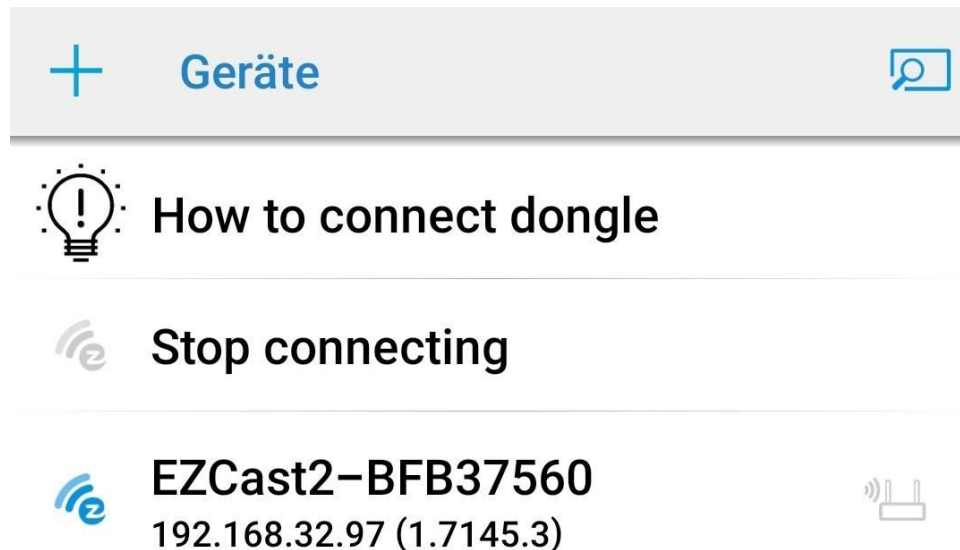 Geräte
How to connect dongle
Stop connecting
EZCast2–BFB37560
192.168.32.97 (1.7145.3)